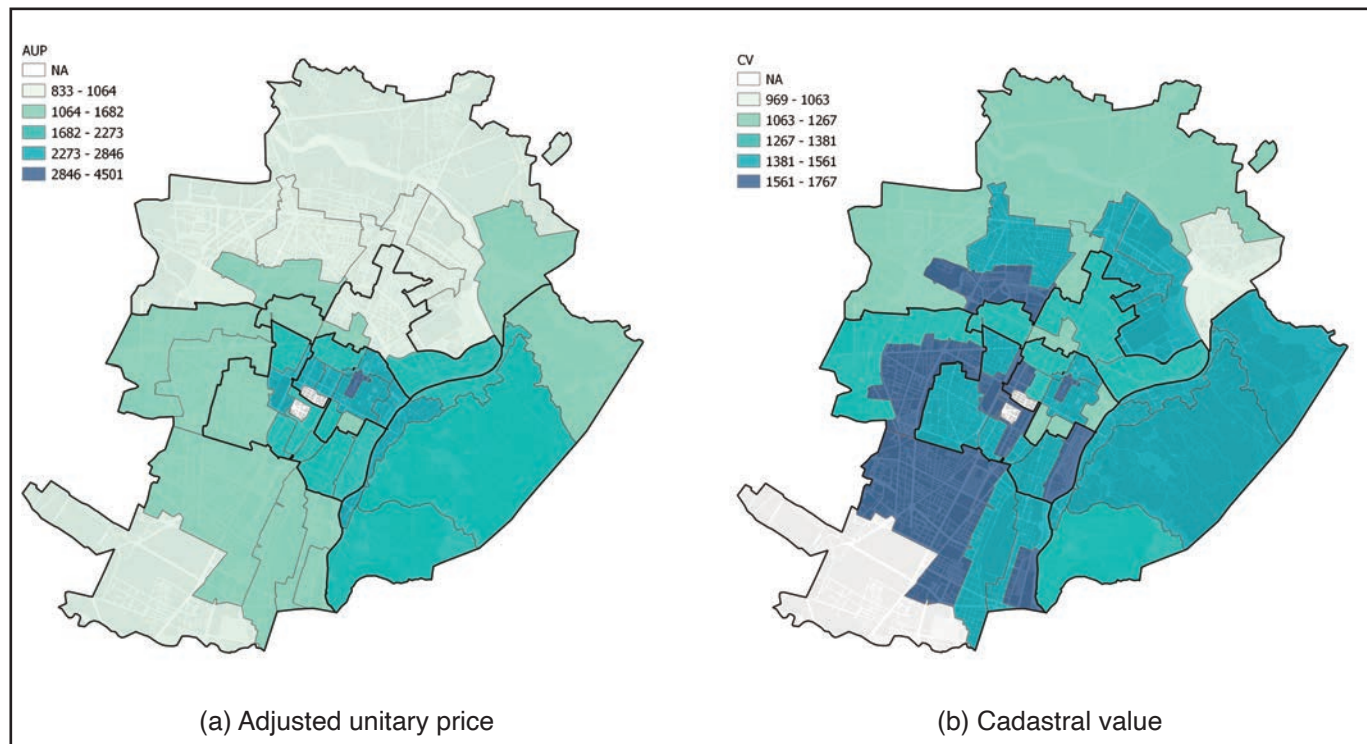 AUP
NA
833 - 1064
1064 - 1682
1682 - 2273
2273 - 2846
2846 - 4501
CV
NA
969 - 1063
1063 - 1267
1267 - 1381
1381 - 1561
1561 - 1767
(a) Adjusted unitary price
(b) Cadastral value